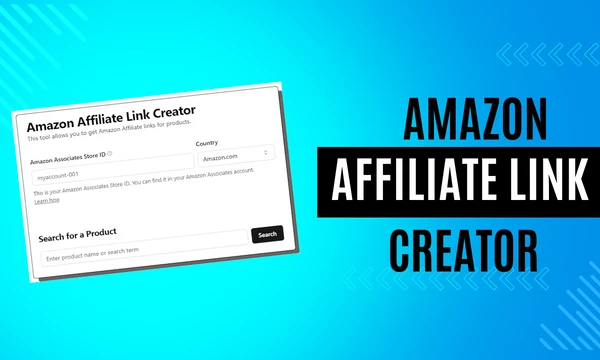 Amazon Affiliate Link Creator
This tool allows you to get Amazon Affiliate links for products.
Amazon Associates Store ID
Country
myaccount-001
Amazon.com
This is your Amazon Associates Store ID. You can find it in your Amazon Associates account.
Learn how
Search for a Product
Enter product name or search term
Search
AMAZON
AFFILIATE LINK
CREATOR